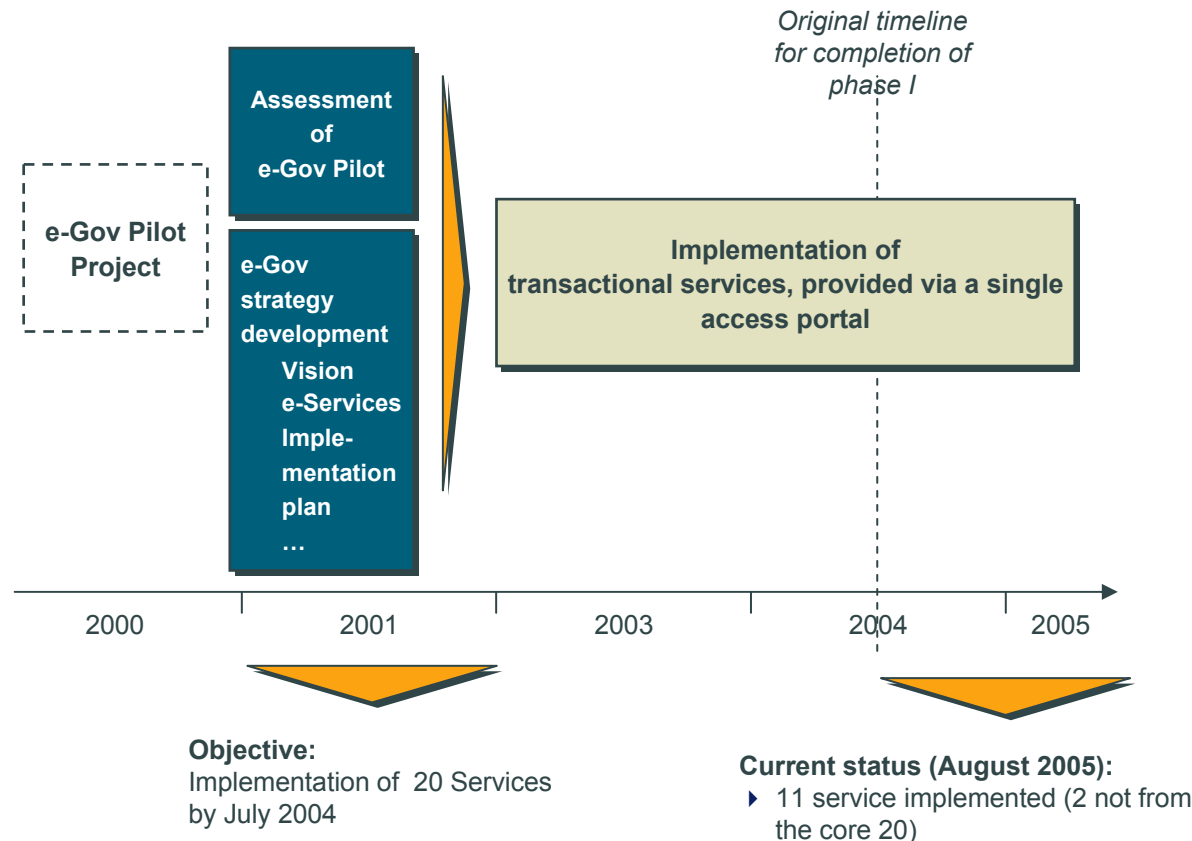 Original timeline
for completion of
phase I
Assessment
of
e-Gov Pilot
e-Gov Pilot
Project
e-Gov
strategy
development
Vision
e-Services
Imple-
mentation
plan
…
Implementation of
transactional services, provided via a single
access portal
2000
2001
2003
2004
2005
Objective:
Implementation of 20 Services
by July 2004
Current status (August 2005):
11 service implemented (2 not from
the core 20)